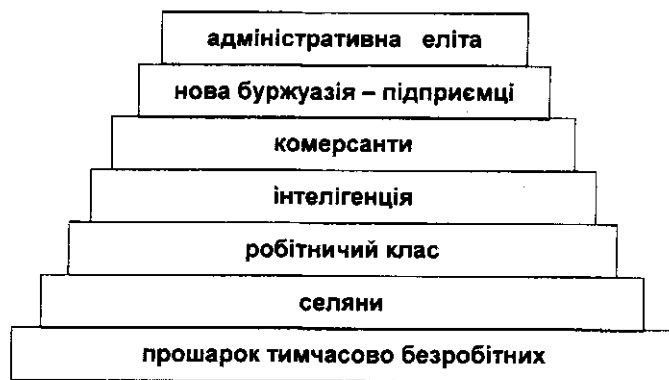 адміністративна еліта
нова буржуазія – підприємці
комерсанти
інтелігенція
робітничий клас
селяни
прошарок тимчасово безробітних